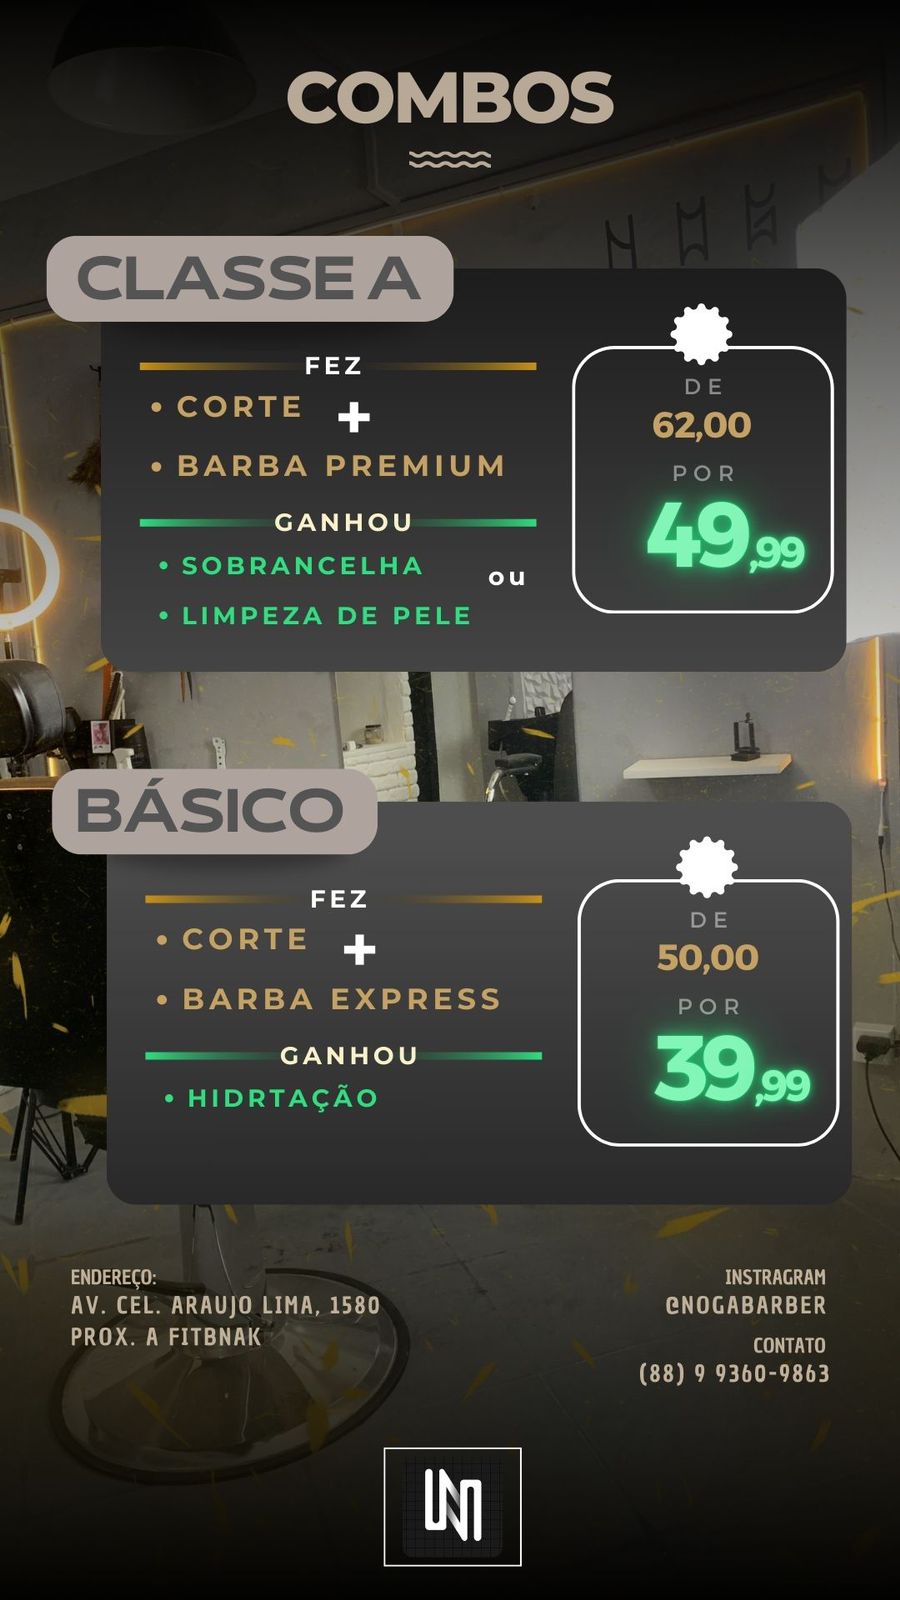 COMBOS
CLASSE A
FEZ
• CORTE +
• BARBA PREMIUM
GANHOU
• SOBRANCELHA ou
• LIMPEZA DE PELE
DE
62,00
POR
49,99
BÁSICO
FEZ
• CORTE +
• BARBA EXPRESS
GANHOU
• HIDRTAÇÃO
DE
50,00
POR
39,99
ENDEREÇO:
AV. CEL. ARAUJO LIMA, 1580
PROX. A FITBNAK
INSTRAGRAM
@NOGABARBER
CONTATO
(88) 9 9360-9863